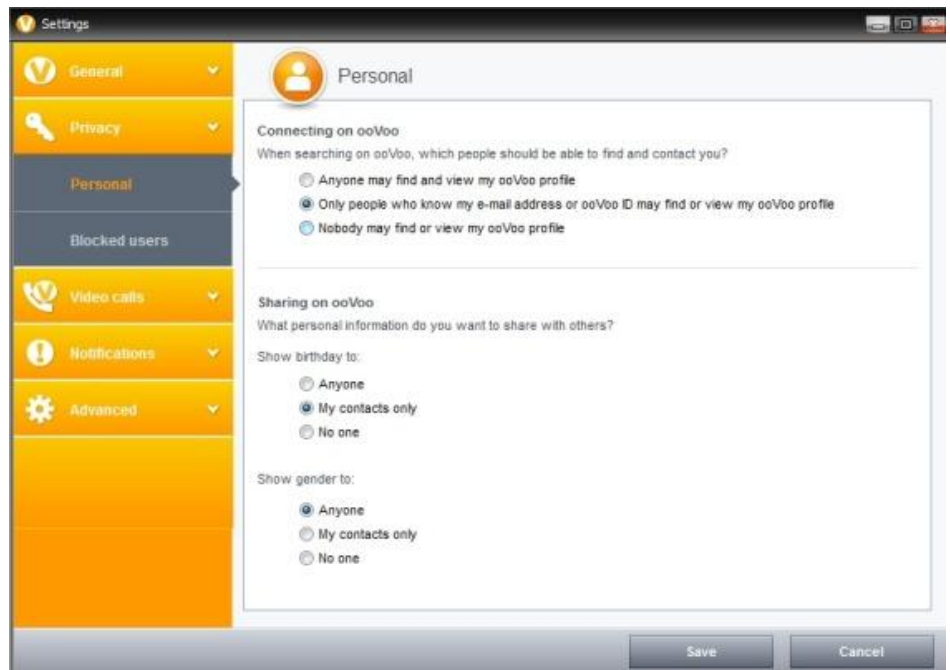 Settings
General
Privacy
Personal
Blocked users
Video calls
Notifications
Advanced
Personal
Connecting on ooVoo
When searching on ooVoo, which people should be able to find and contact you?
Anyone may find and view my ooVoo profile
Only people who know my e-mail address or ooVoo ID may find or view my ooVoo profile
Nobody may find or view my ooVoo profile
Sharing on ooVoo
What personal information do you want to share with others?
Show birthday to:
Anyone
My contacts only
No one
Show gender to:
Anyone
My contacts only
No one
Save
Cancel